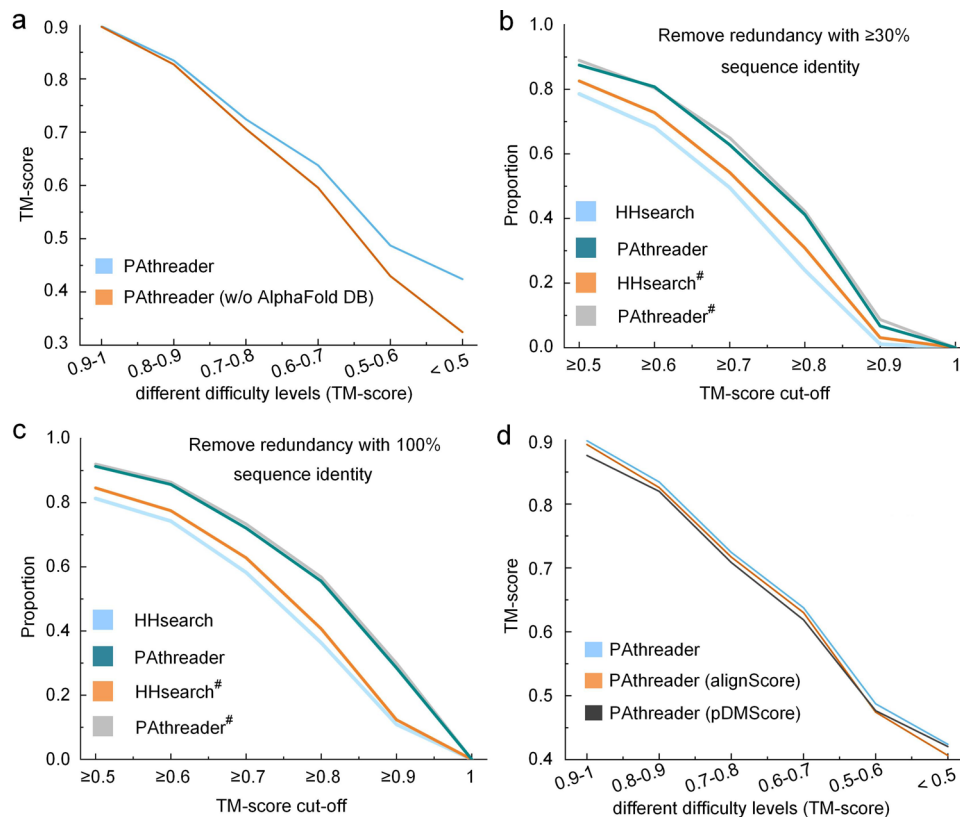 a
0.9
0.8
0.7
0.6
0.5
0.4
0.3
TM-score
PAthreader
PAthreader (w/o AlphaFold DB)
0.9-1
0.8-0.9
0.7-0.8
0.6-0.7
0.5-0.6
< 0.5
different difficulty levels (TM-score)
b
Remove redundancy with ≥30%
sequence identity
1.0
0.8
0.6
0.4
0.2
0.0
Proportion
HHsearch
PAthreader
HHsearch#
PAthreader#
≥0.5
≥0.6
≥0.7
≥0.8
≥0.9
1
TM-score cut-off
c
Remove redundancy with 100%
sequence identity
1.0
0.8
0.6
0.4
0.2
0.0
Proportion
HHsearch
PAthreader
HHsearch#
PAthreader#
≥0.5
≥0.6
≥0.7
≥0.8
≥0.9
1
TM-score cut-off
d
0.9
0.8
0.7
0.6
0.5
0.4
TM-score
PAthreader
PAthreader (alignScore)
PAthreader (pDMScore)
0.9-1
0.8-0.9
0.7-0.8
0.6-0.7
0.5-0.6
< 0.5
different difficulty levels (TM-score)